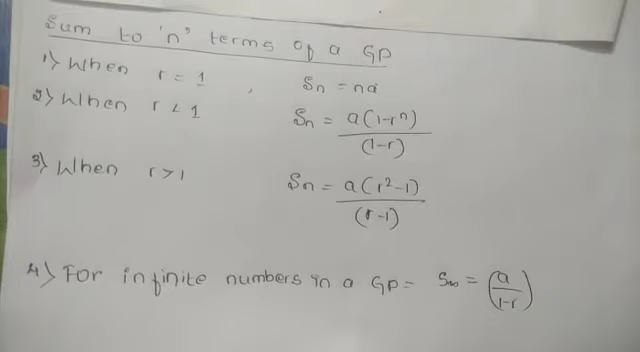 Sum to 'n' terms of a GP
1) When r = 1, Sn = na
2) When r < 1 Sn = a(1-r^n)/(1-r)
3) When r > 1 Sn = a(r^2-1)/(r-1)
4) For infinite numbers in a GP = S∞ = (a/1-r)